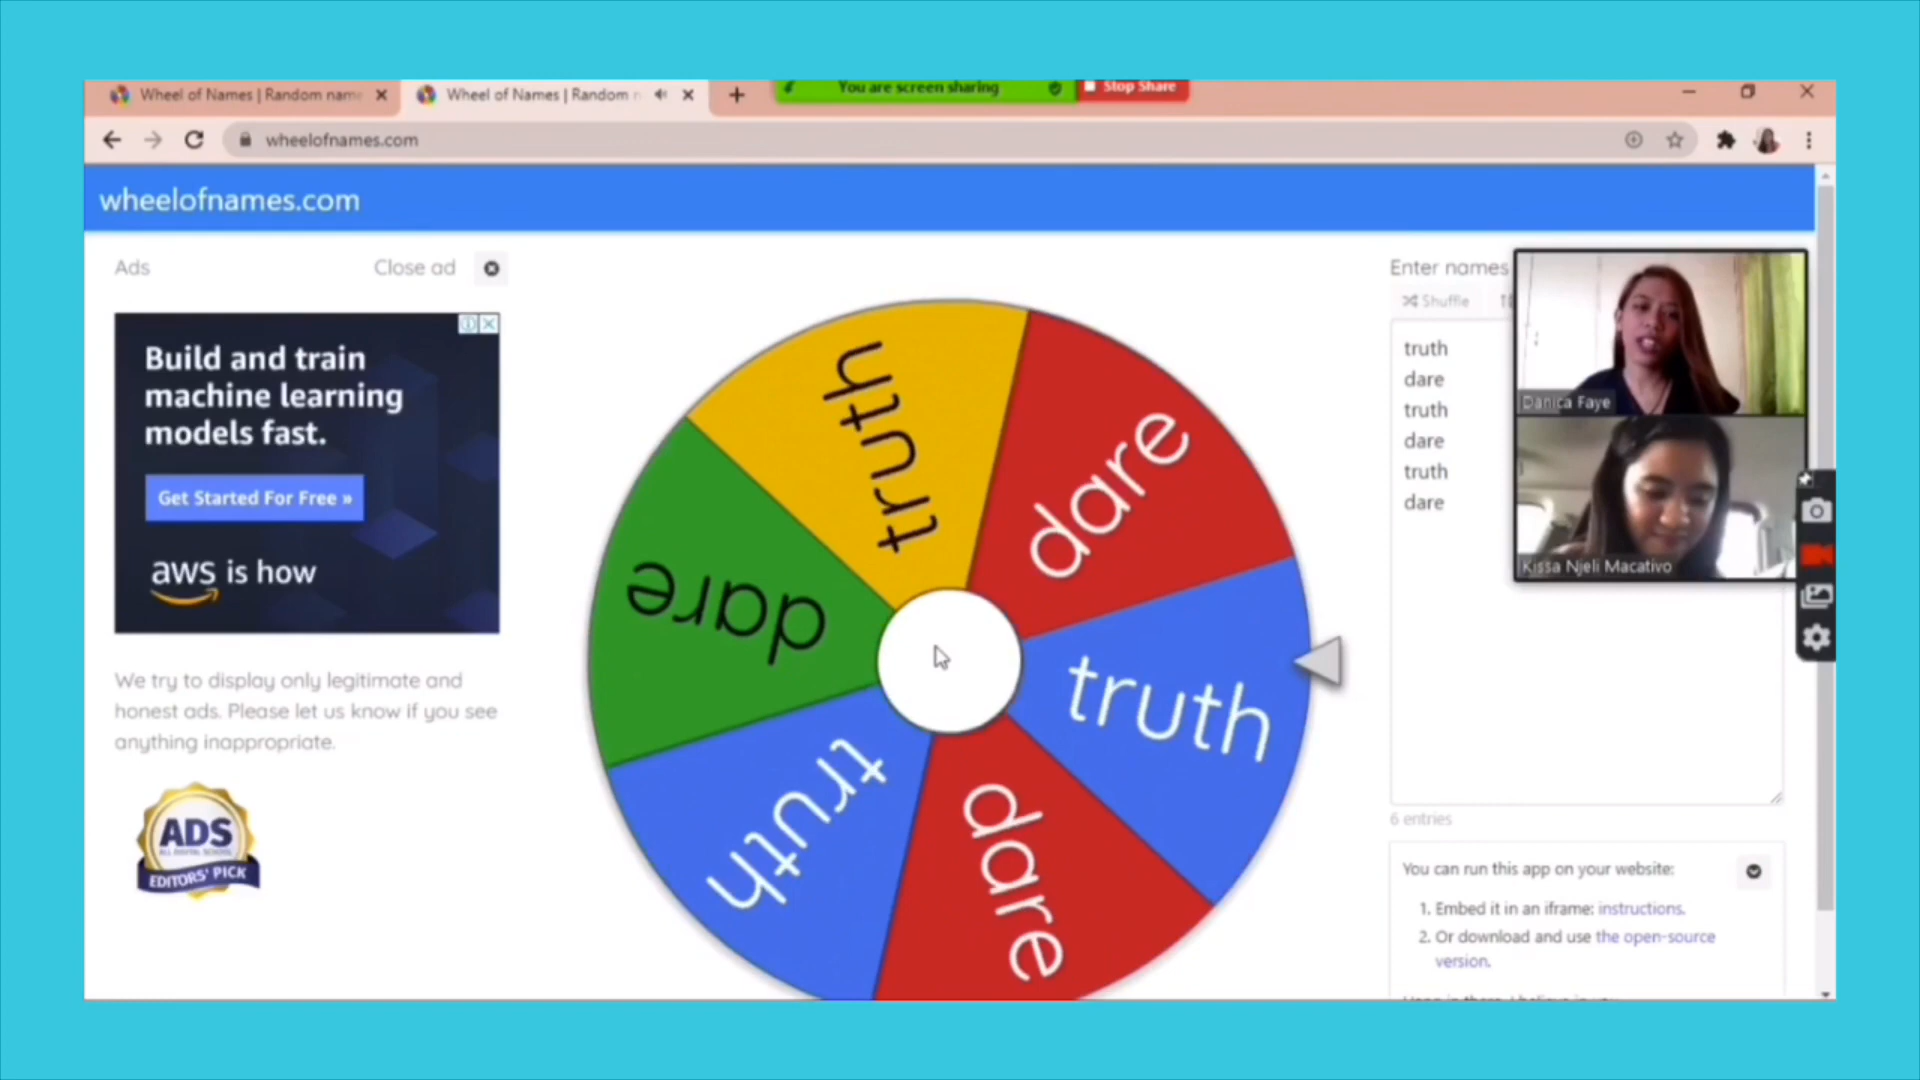 Wheel of Names | Random name
Wheel of Names | Random n
You are screen sharing
Stop Share
wheelofnames.com
wheelofnames.com
Ads
Close ad
Build and train
machine learning
models fast.
Get Started For Free »
aws is how
We try to display only legitimate and
honest ads. Please let us know if you see
anything inappropriate.
ADS
ALL DIGITAL SCHOOL
EDITORS' PICK
truth
dare
truth
dare
truth
dare
Enter names
Shuffle
truth
dare
truth
dare
truth
dare
Danica Faye
Kissa Njeli Macativo
6 entries
You can run this app on your website:
1. Embed it in an iframe: instructions.
2. Or download and use the open-source
version.